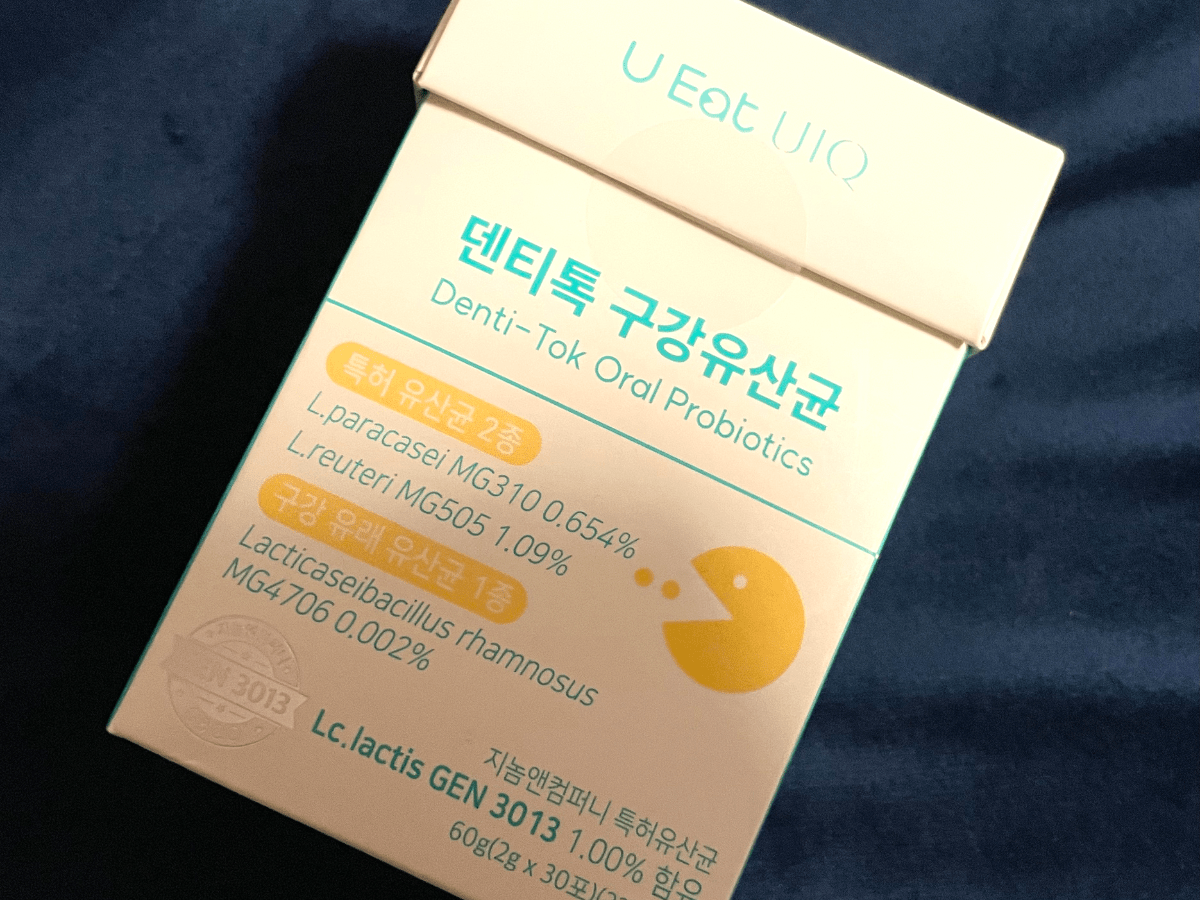 U Eat UIQ
덴티톡 구강유산균
Denti-Tok Oral Probiotics
특허 유산균 2종
L.paracasei MG310 0.654%
L.reuteri MG505 1.09%
구강 유래 유산균 1종
Lacticaseibacillus rhamnosus
MG4706 0.002%
GEN 3013
지놈앤컴퍼니 특허유산균
Lc.lactis GEN 3013 1.00% 함유
60g(2g x 30포)